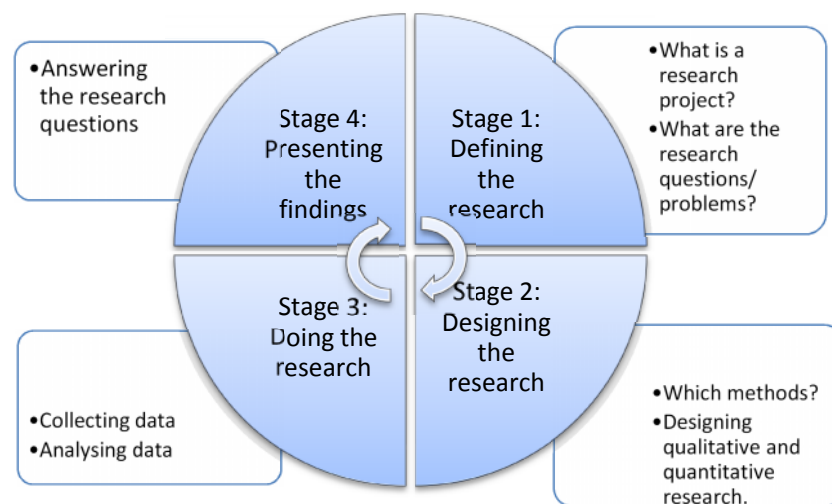 Stage 1:
Defining
the
research
•What is a
research
project?
•What are the
research
questions/
problems?
Stage 2:
Designing
the
research
•Which methods?
•Designing
qualitative and
quantitative
research.
Stage 3:
Doing the
research
•Collecting data
•Analysing data
Stage 4:
Presenting
the
findings
•Answering
the research
questions